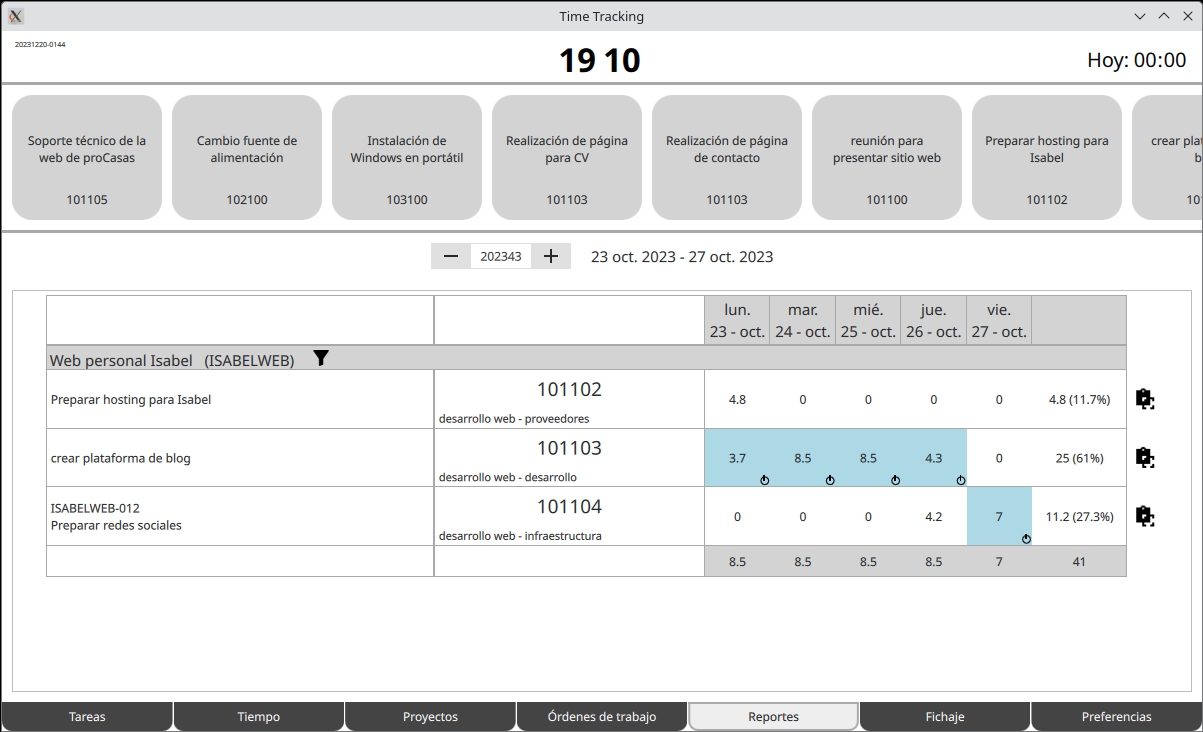 Time Tracking
20231220-0144
19 10
Hoy: 00:00
Soporte técnico de la
web de proCasas
101105
Cambio fuente de
alimentación
102100
Instalación de
Windows en portátil
103100
Realización de página
para CV
101103
Realización de página
de contacto
101103
reunión para
presentar sitio web
101100
Preparar hosting para
Isabel
101102
crear pla
b
10
202343
23 oct. 2023 - 27 oct. 2023
lun. mar. mié. jue. vie.
23 - oct. 24 - oct. 25 - oct. 26 - oct. 27 - oct.
Web personal Isabel (ISABELWEB)
Preparar hosting para Isabel
101102
desarrollo web - proveedores
4.8 0 0 0 0 4.8 (11.7%)
crear plataforma de blog
101103
desarrollo web - desarrollo
3.7 8.5 8.5 4.3 0 25 (61%)
ISABELWEB-012
Preparar redes sociales
101104
desarrollo web - infraestructura
0 0 0 4.2 7 11.2 (27.3%)
8.5 8.5 8.5 8.5 7 41
Tareas Tiempo Proyectos Órdenes de trabajo Reportes Fichaje Preferencias